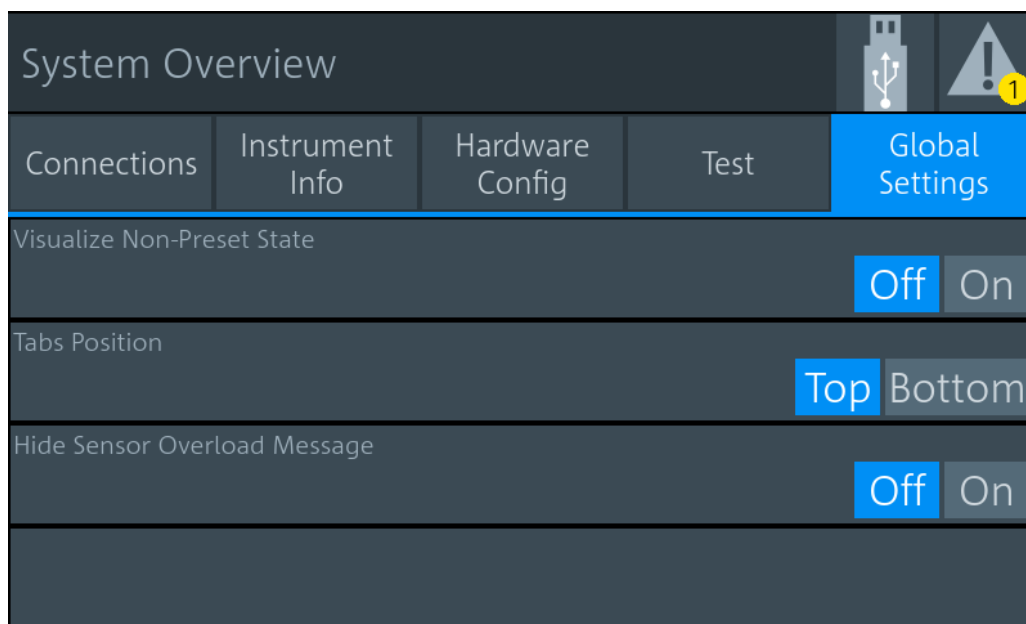 System Overview
1
Connections
Instrument
Info
Hardware
Config
Test
Global
Settings
Visualize Non-Preset State
Off On
Tabs Position
Top Bottom
Hide Sensor Overload Message
Off On